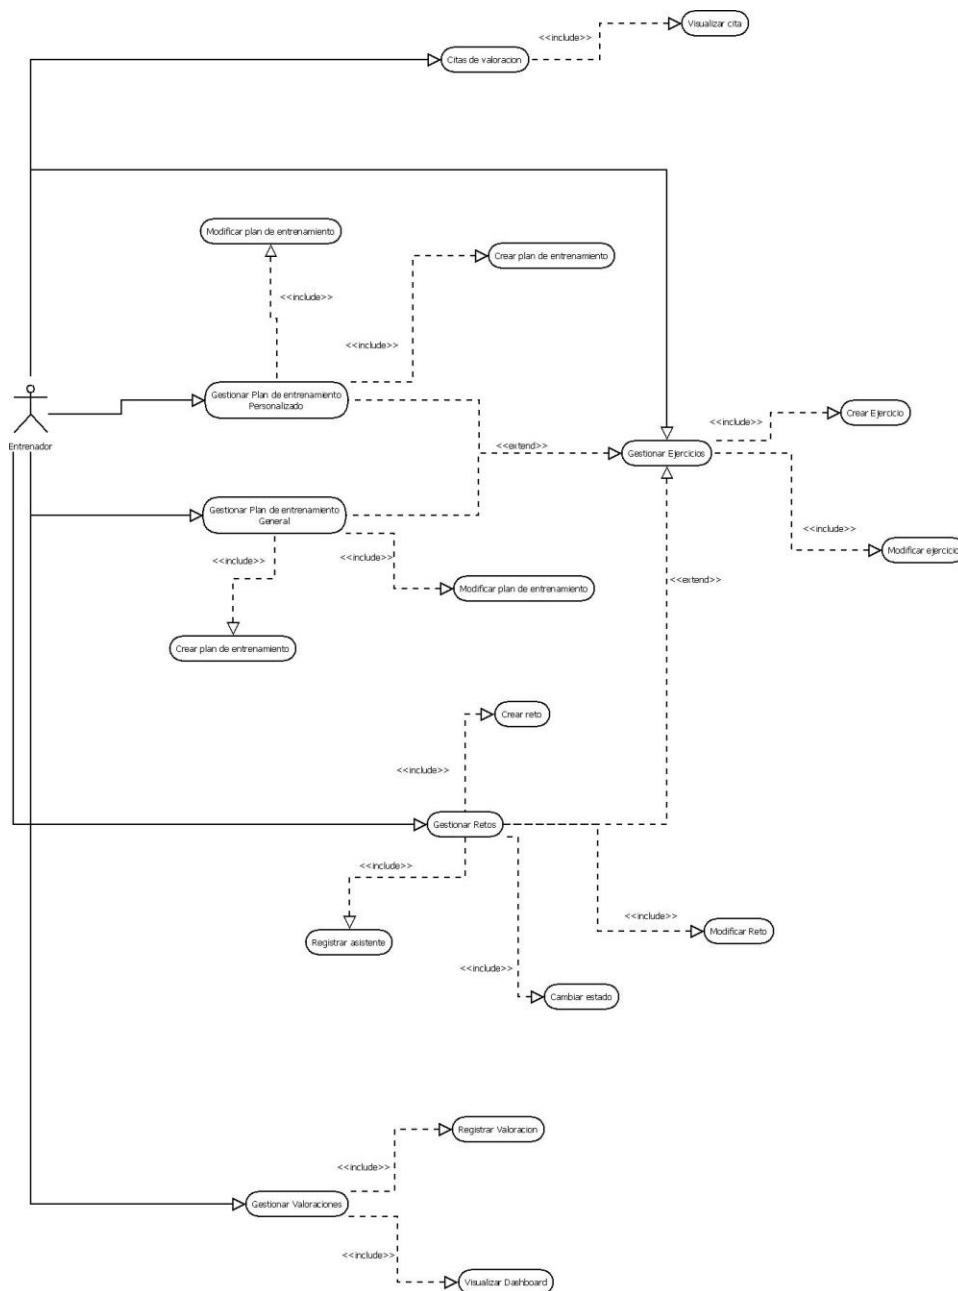 Visualizar cita
<<include>>
Citas de valoracion
Modificar plan de entrenamiento
Crear plan de entrenamiento
<<include>>
<<include>>
Gestionar Plan de entrenamiento
Personalizado
Entrenador
Crear Ejercicio
<<include>>
<<extend>>
Gestionar Ejercicios
Gestionar Plan de entrenamiento
General
<<include>>
<<include>>
<<include>>
Modificar ejercicio
<<extend>>
Modificar plan de entrenamiento
Crear plan de entrenamiento
Crear reto
<<include>>
Gestionar Retos
<<include>>
<<include>>
Modificar Reto
Registrar asistente
<<include>>
Cambiar estado
Registrar Valoracion
<<include>>
Gestionar Valoraciones
<<include>>
Visualizar Dashboard